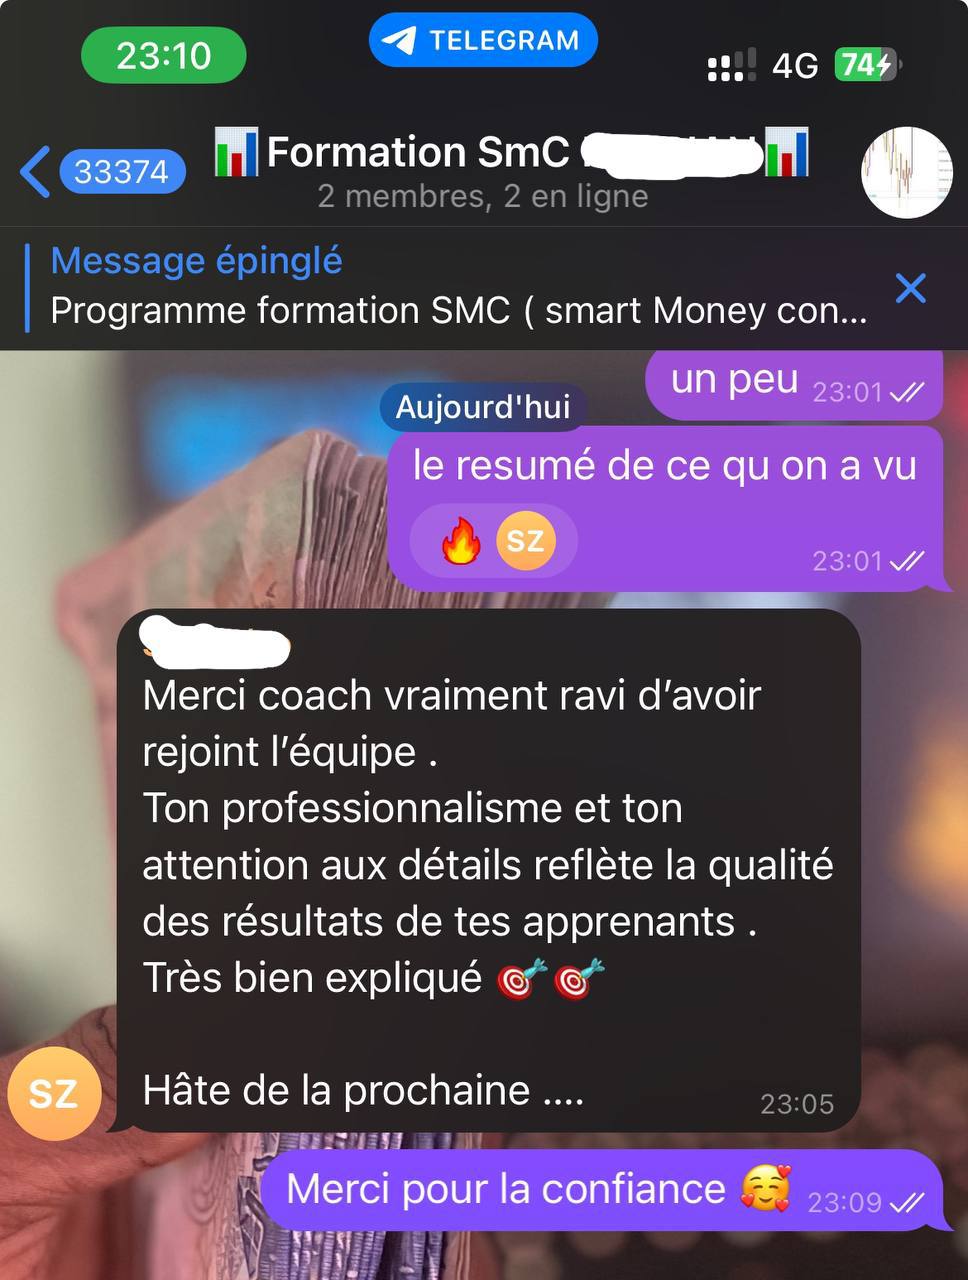 23:10
TELEGRAM
4G
74
33374
Formation SmC
2 membres, 2 en ligne
Message épinglé
Programme formation SMC ( smart Money con...
un peu 23:01
Aujourd'hui
le resumé de ce qu on a vu
SZ
23:01
Merci coach vraiment ravi d’avoir
rejoint l’équipe .
Ton professionnalisme et ton
attention aux détails reflète la qualité
des résultats de tes apprenants .
Très bien expliqué 🎯🎯
Hâte de la prochaine ....
SZ
23:05
Merci pour la confiance 🥰 23:09